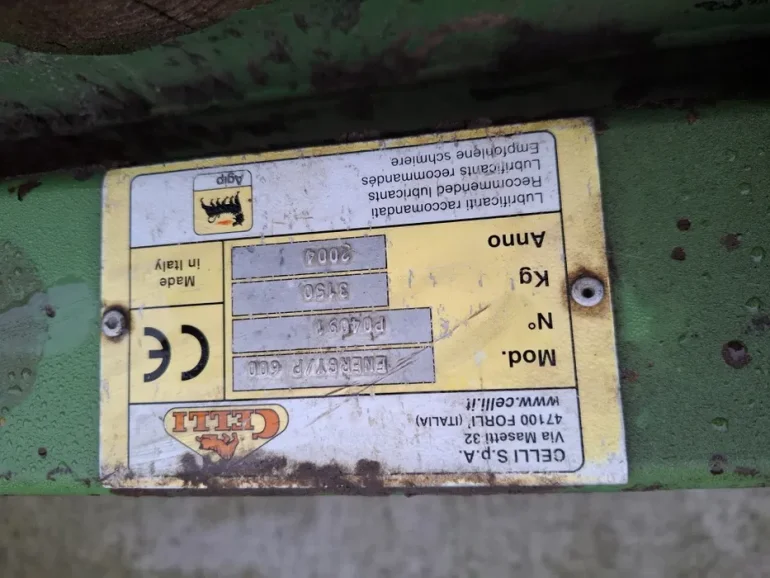 CELLI S.p.A.
Via Masetti 32
47100 FORLI' (ITALIA)
www.celli.it
CELLI
Mod. ENERGY/P 600
N° P04091
Kg 3150
Anno 2004
CE
Made
in Italy
Lubrificanti raccomandati
Recommended lubricants
Lubrifiants recommandés
Empfohlene schmiere
Agip